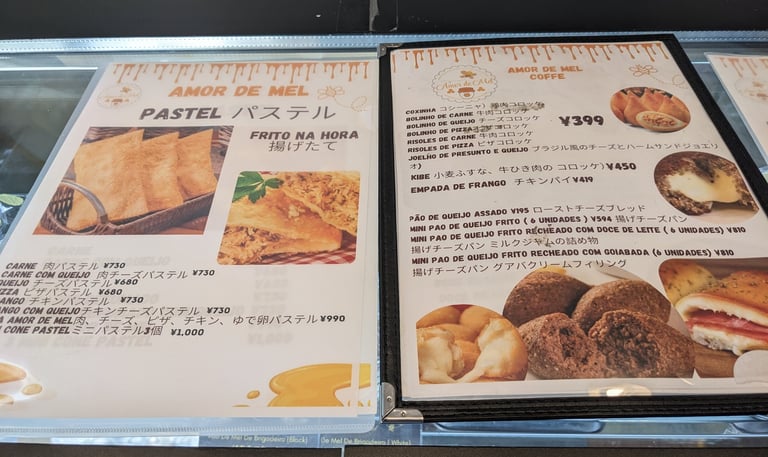 AMOR DE MEL
PASTEL パステル
FRITO NA HORA
揚げたて
CARNE 肉パステル ¥730
CARNE COM QUEIJO 肉チーズパステル ¥730
QUEIJO チーズパステル ¥680
ピザパステル ¥680
チキンパステル ¥730
COM QUEIJO チキンチーズパステル ¥730
AMOR DE MEL 肉、チーズ、ピザ、チキン、ゆで卵パステル ¥990
CONE PASTEL ミニパステル3個 ¥1,000
Amor de Mel
AMOR DE MEL
COFFE
COXINHA コシーニャ) 鶏肉コロッケ
BOLINHO DE CARNE 牛肉コロッケ
BOLINHO DE QUEIJO チーズコロッケ
BOLINHO DE PIZZA ピザコロッケ
RISOLES DE CARNE 牛肉コロッケ
RISOLES DE PIZZA ピザコロッケ
¥399
JOELHO DE PRESUNTO E QUEIJO ブラジル風のチーズとハームサンドジョエリオ)
KIBE 小麦ふすな、牛ひき肉の コロッケ) ¥450
EMPADA DE FRANGO チキンパイ ¥419
PÃO DE QUEIJO ASSADO ¥195 ローストチーズブレッド
MINI PAO DE QUEIJO FRITO ( 6 UNIDADES ) ¥594 揚げチーズパン
MINI PAO DE QUEIJO FRITO RECHEADO COM DOCE DE LEITE ( 6 UNIDADES) ¥810
揚げチーズパン ミルクジャムの詰め物
MINI PAO DE QUEIJO FRITO RECHEADO COM GOIABADA (6 UNIDADES) ¥810
揚げチーズパン グアバクリームフィリング
De Mel De Brigadeiro (Black)
De Mel De Brigadeiro ( White)